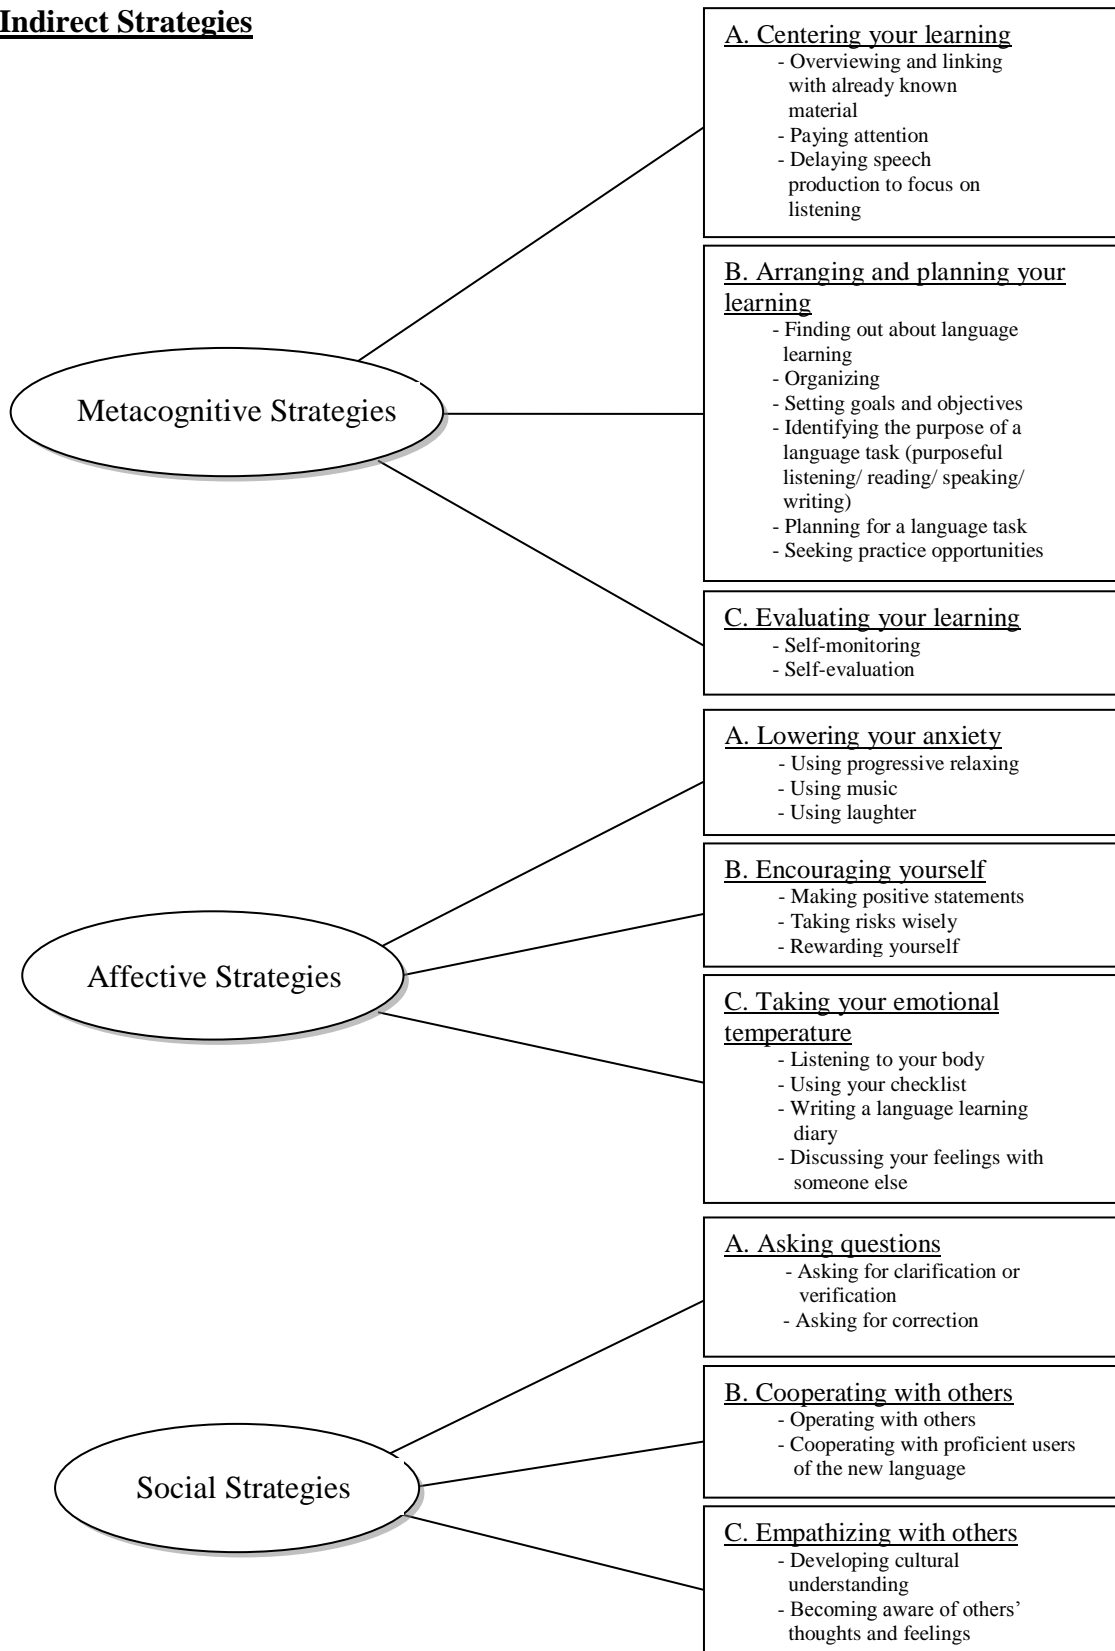 Indirect Strategies
A. Centering your learning
- Overviewing and linking
with already known
material
- Paying attention
- Delaying speech
production to focus on
listening
B. Arranging and planning your
learning
- Finding out about language
learning
- Organizing
- Setting goals and objectives
- Identifying the purpose of a
language task (purposeful
listening/ reading/ speaking/
writing)
- Planning for a language task
- Seeking practice opportunities
Metacognitive Strategies
C. Evaluating your learning
- Self-monitoring
- Self-evaluation
A. Lowering your anxiety
- Using progressive relaxing
- Using music
- Using laughter
B. Encouraging yourself
- Making positive statements
- Taking risks wisely
- Rewarding yourself
Affective Strategies
C. Taking your emotional
temperature
- Listening to your body
- Using your checklist
- Writing a language learning
diary
- Discussing your feelings with
someone else
A. Asking questions
- Asking for clarification or
verification
- Asking for correction
B. Cooperating with others
- Operating with others
- Cooperating with proficient users
of the new language
Social Strategies
C. Empathizing with others
- Developing cultural
understanding
- Becoming aware of others’
thoughts and feelings